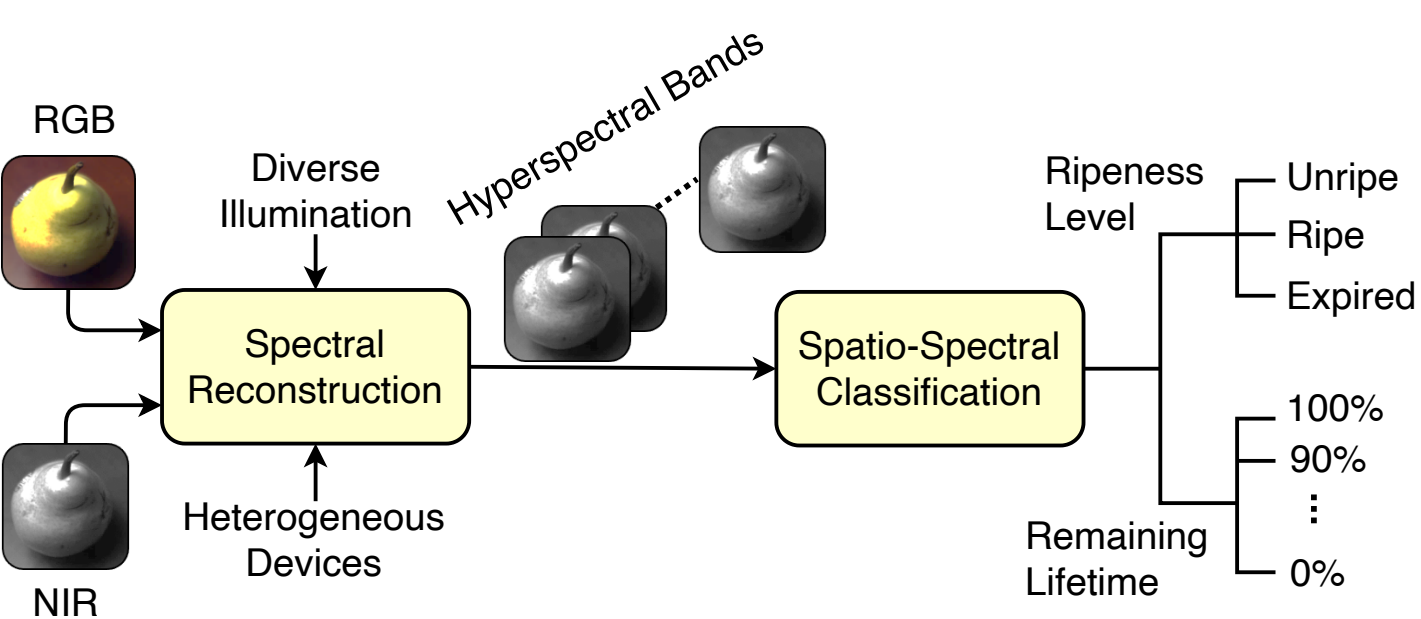 RGB
Diverse
Illumination
Hyperspectral Bands
Spectral
Reconstruction
Heterogeneous
Devices
NIR
Spatio-Spectral
Classification
Ripeness
Level
Unripe
Ripe
Expired
Remaining
Lifetime
100%
90%
0%